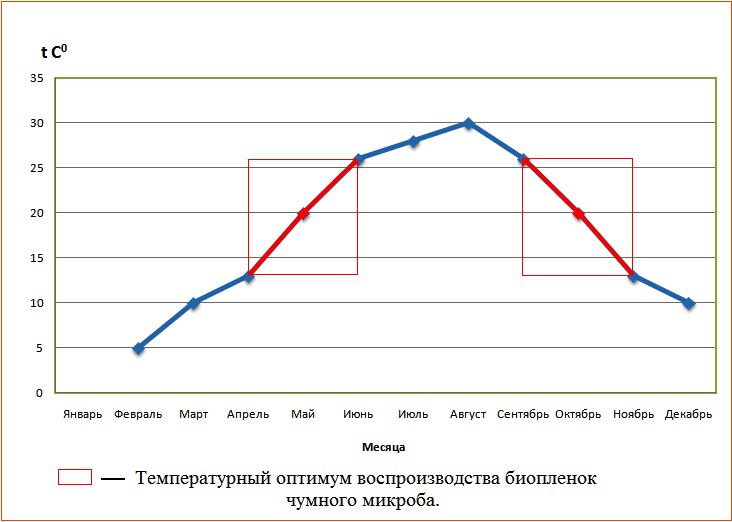 t C⁰
35
30
25
20
15
10
5
0
Январь Февраль Март Апрель Май Июнь Июль Август Сентябрь Октябрь Ноябрь Декабрь
Месяца
— Температурный оптимум воспроизводства биопленок
чумного микроба.